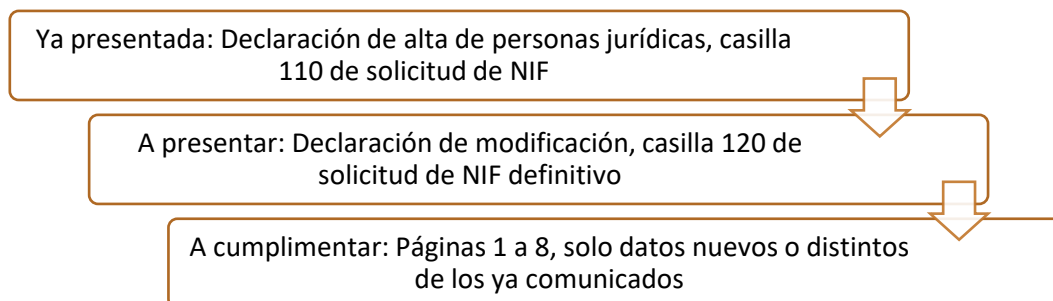 Ya presentada: Declaración de alta de personas jurídicas, casilla
110 de solicitud de NIF
A presentar: Declaración de modificación, casilla 120 de
solicitud de NIF definitivo
A cumplimentar: Páginas 1 a 8, solo datos nuevos o distintos
de los ya comunicados